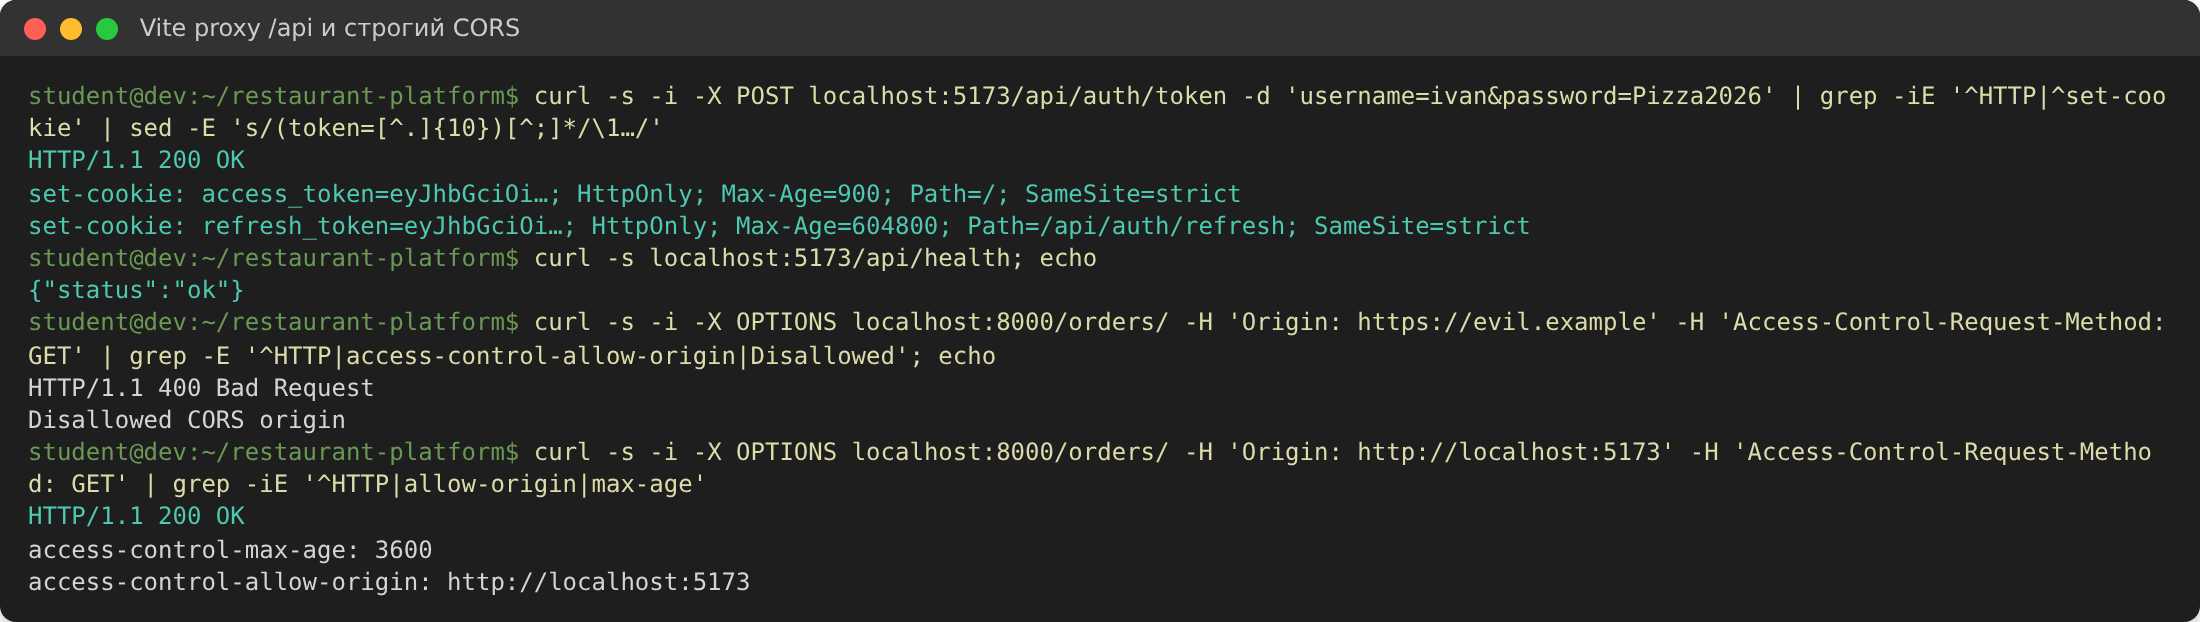 Vite proxy /api и строгий CORS
student@dev:~/restaurant-platform$ curl -s -i -X POST localhost:5173/api/auth/token -d 'username=ivan&password=Pizza2026' | grep -iE '^HTTP|^set-coo
kie' | sed -E 's/(token=[^.]{10})[^;]*/\1…/'
HTTP/1.1 200 OK
set-cookie: access_token=eyJhbGciOi…; HttpOnly; Max-Age=900; Path=/; SameSite=strict
set-cookie: refresh_token=eyJhbGciOi…; HttpOnly; Max-Age=604800; Path=/api/auth/refresh; SameSite=strict
student@dev:~/restaurant-platform$ curl -s localhost:5173/api/health; echo
{"status":"ok"}
student@dev:~/restaurant-platform$ curl -s -i -X OPTIONS localhost:8000/orders/ -H 'Origin: https://evil.example' -H 'Access-Control-Request-Method:
GET' | grep -E '^HTTP|access-control-allow-origin|Disallowed'; echo
HTTP/1.1 400 Bad Request
Disallowed CORS origin
student@dev:~/restaurant-platform$ curl -s -i -X OPTIONS localhost:8000/orders/ -H 'Origin: http://localhost:5173' -H 'Access-Control-Request-Metho
d: GET' | grep -iE '^HTTP|allow-origin|max-age'
HTTP/1.1 200 OK
access-control-max-age: 3600
access-control-allow-origin: http://localhost:5173